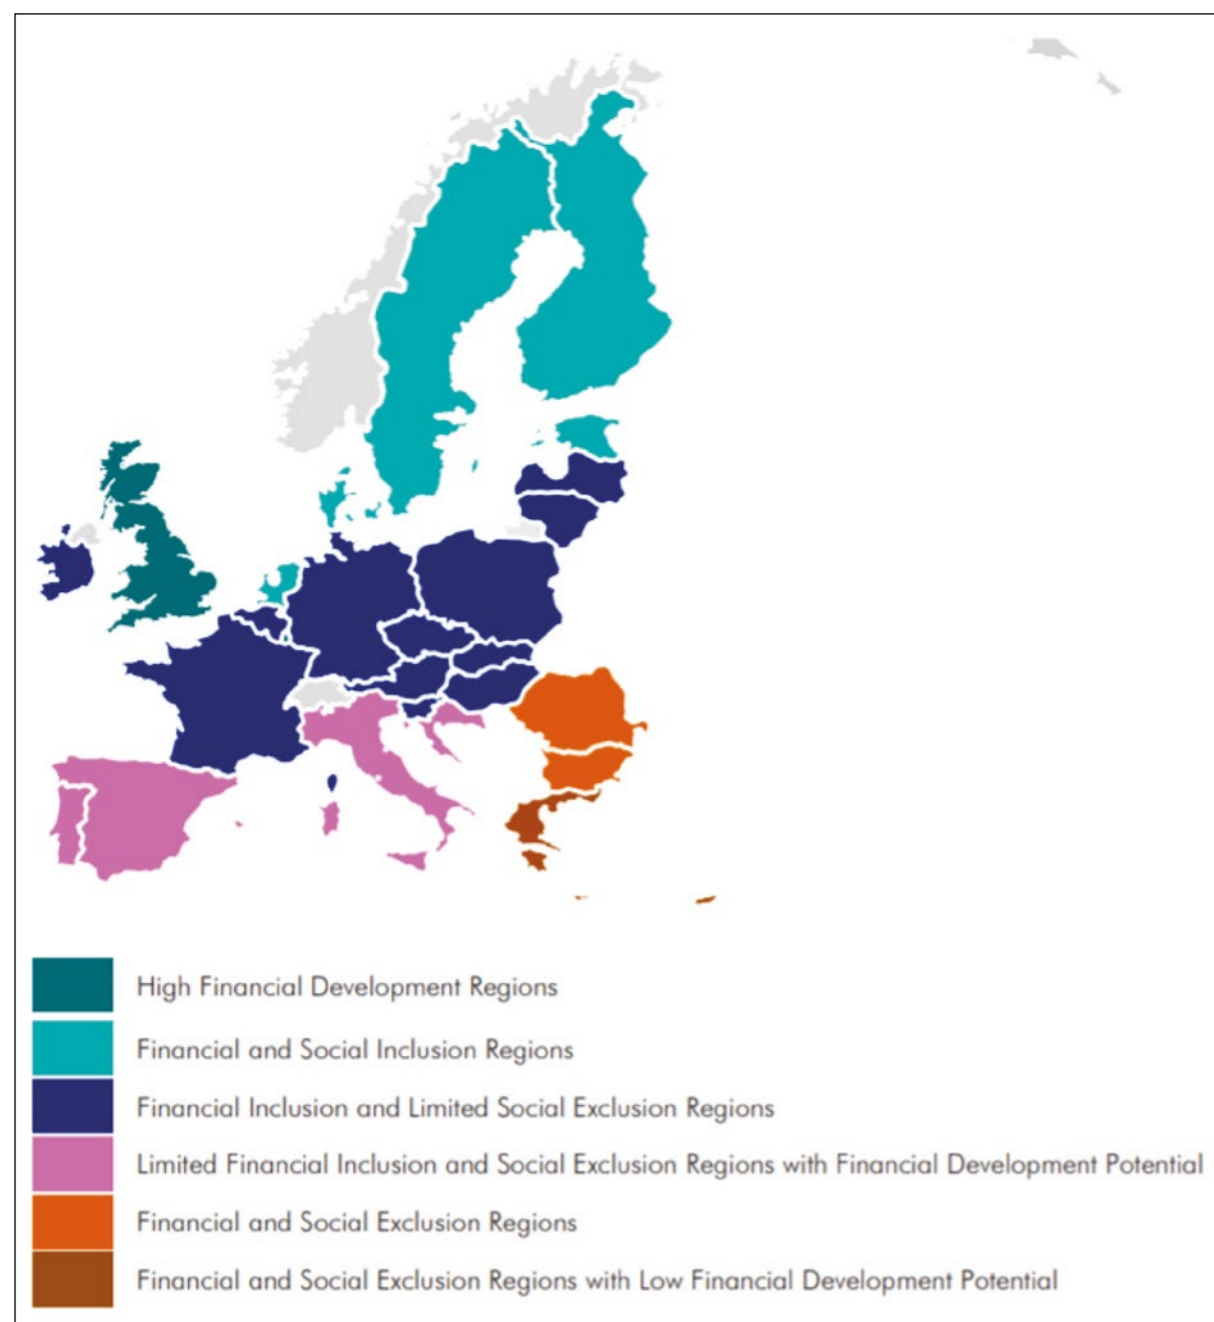 High Financial Development Regions
Financial and Social Inclusion Regions
Financial Inclusion and Limited Social Exclusion Regions
Limited Financial Inclusion and Social Exclusion Regions with Financial Development Potential
Financial and Social Exclusion Regions
Financial and Social Exclusion Regions with Low Financial Development Potential